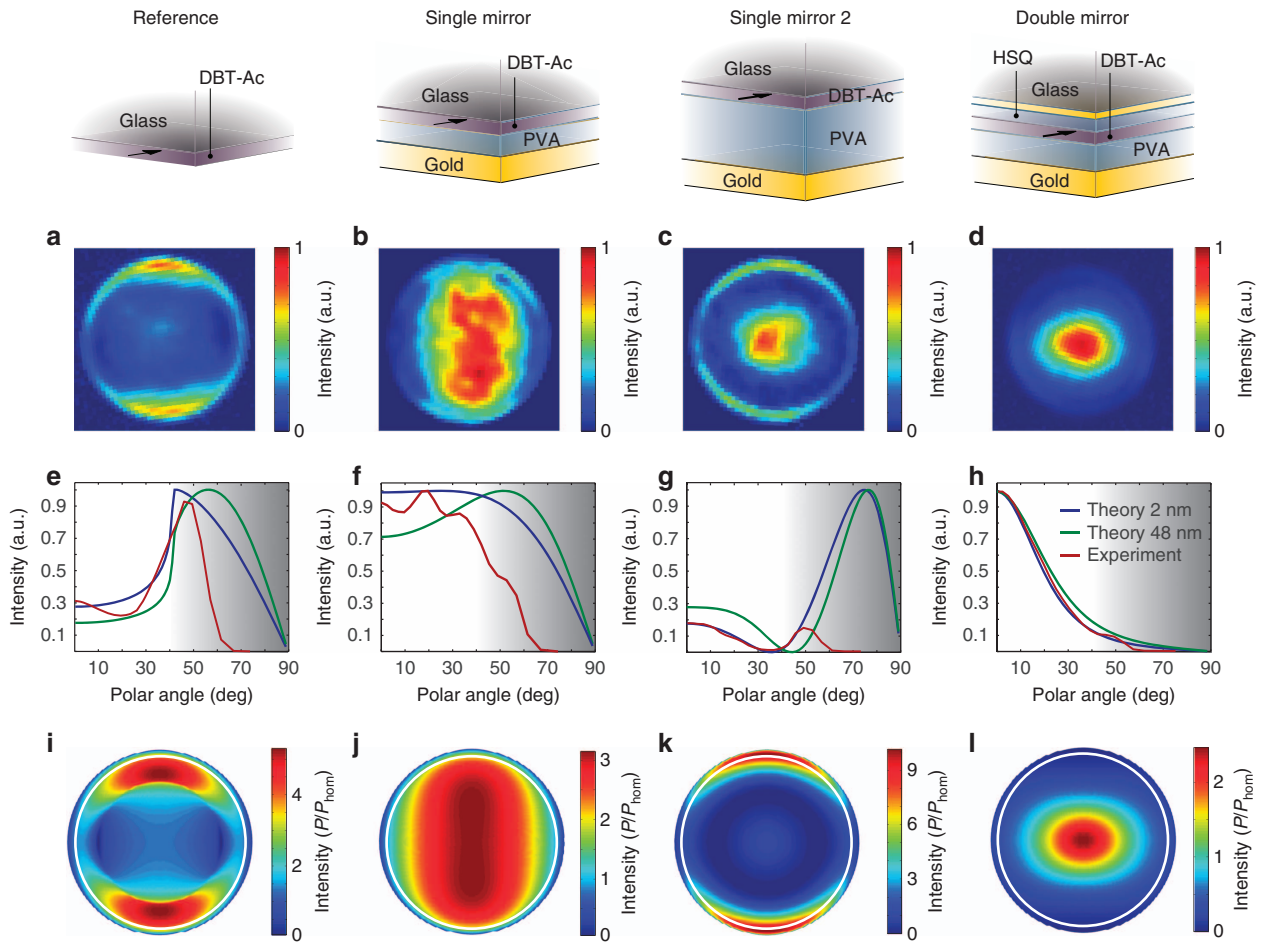 Reference
Single mirror
Single mirror 2
Double mirror
DBT-Ac
Glass
DBT-Ac
Glass
PVA
Gold
Glass
DBT-Ac
PVA
Gold
HSQ
DBT-Ac
Glass
PVA
Gold
a
1
0
Intensity (a.u.)
b
1
0
Intensity (a.u.)
c
1
0
Intensity (a.u.)
d
1
0
Intensity (a.u.)
e
0.9
0.7
0.5
0.3
0.1
Intensity (a.u.)
10 30 50 70 90
Polar angle (deg)
f
0.9
0.7
0.5
0.3
0.1
Intensity (a.u.)
10 30 50 70 90
Polar angle (deg)
g
0.9
0.7
0.5
0.3
0.1
Intensity (a.u.)
10 30 50 70 90
Polar angle (deg)
h
0.9
0.7
0.5
0.3
0.1
Intensity (a.u.)
Theory 2 nm
Theory 48 nm
Experiment
10 30 50 70 90
Polar angle (deg)
i
4
2
0
Intensity (P/Phom)
j
3
2
1
0
Intensity (P/Phom)
k
9
6
3
0
Intensity (P/Phom)
l
2
1
0
Intensity (P/Phom)